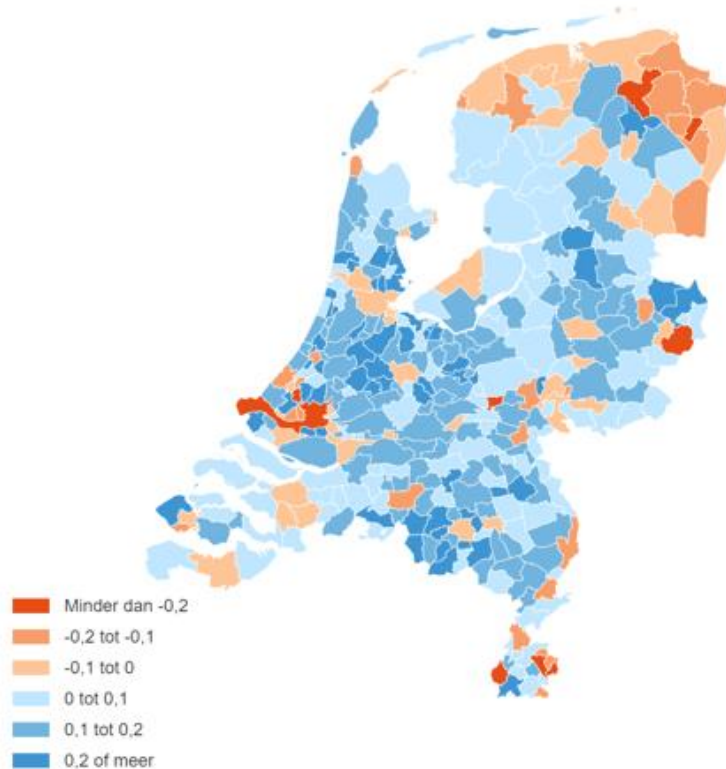 Minder dan -0,2
-0,2 tot -0,1
-0,1 tot 0
0 tot 0,1
0,1 tot 0,2
0,2 of meer